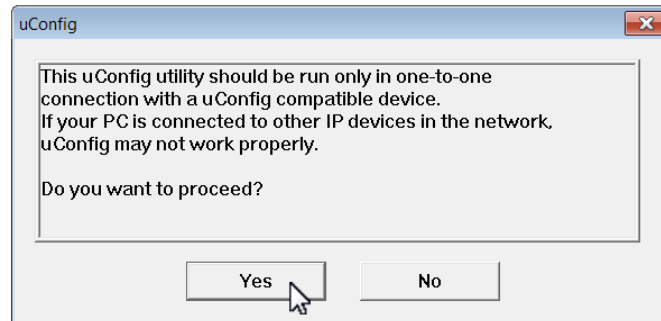 uConfig
This uConfig utility should be run only in one-to-one
connection with a uConfig compatible device.
If your PC is connected to other IP devices in the network,
uConfig may not work properly.
Do you want to proceed?
Yes No